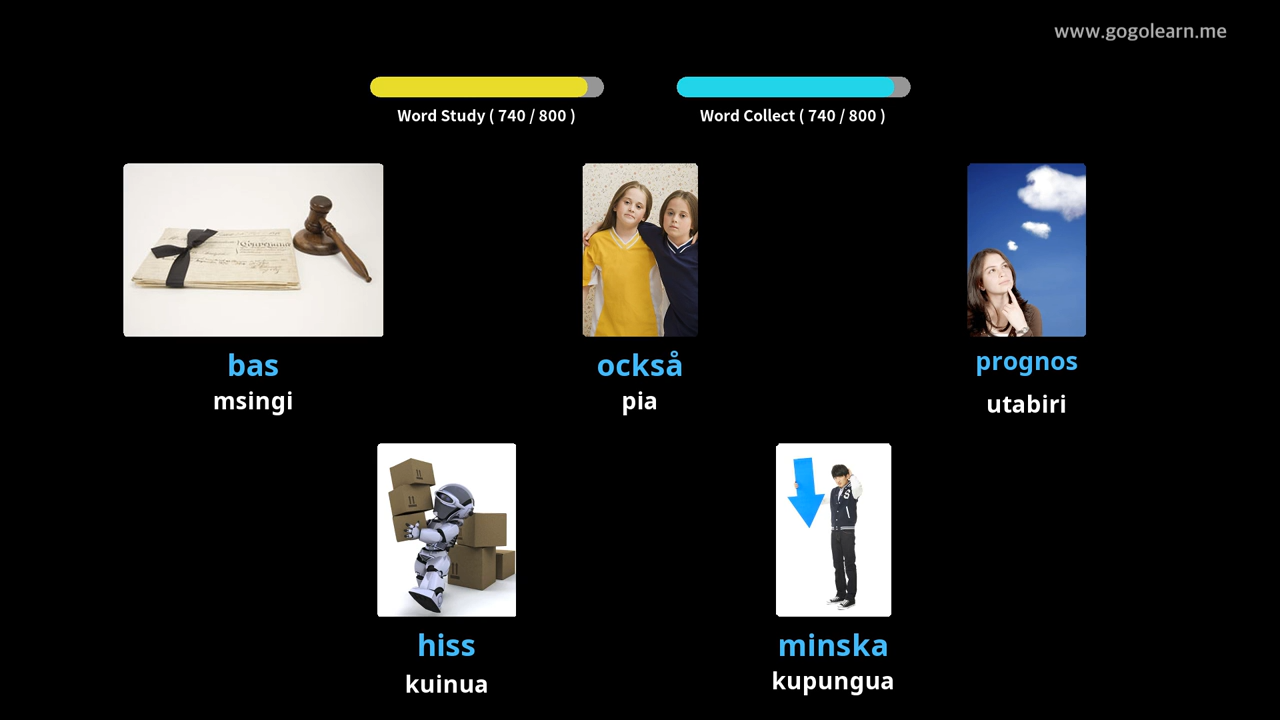 www.gogolearn.me
Word Study ( 740 / 800 )
Word Collect ( 740 / 800 )
bas
msingi
också
pia
prognos
utabiri
hiss
kuinua
minska
kupungua